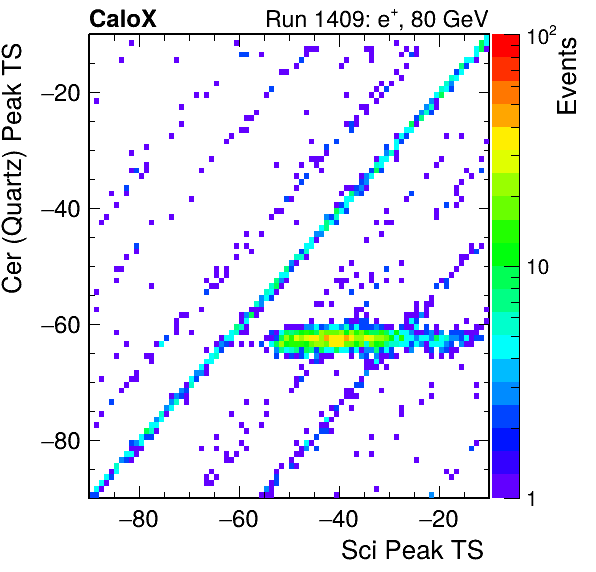 CaloX Run 1409: e⁺, 80 GeV
10²
Events
10
1
Cer (Quartz) Peak TS
−20
−40
−60
−80
−80 −60 −40 −20
Sci Peak TS